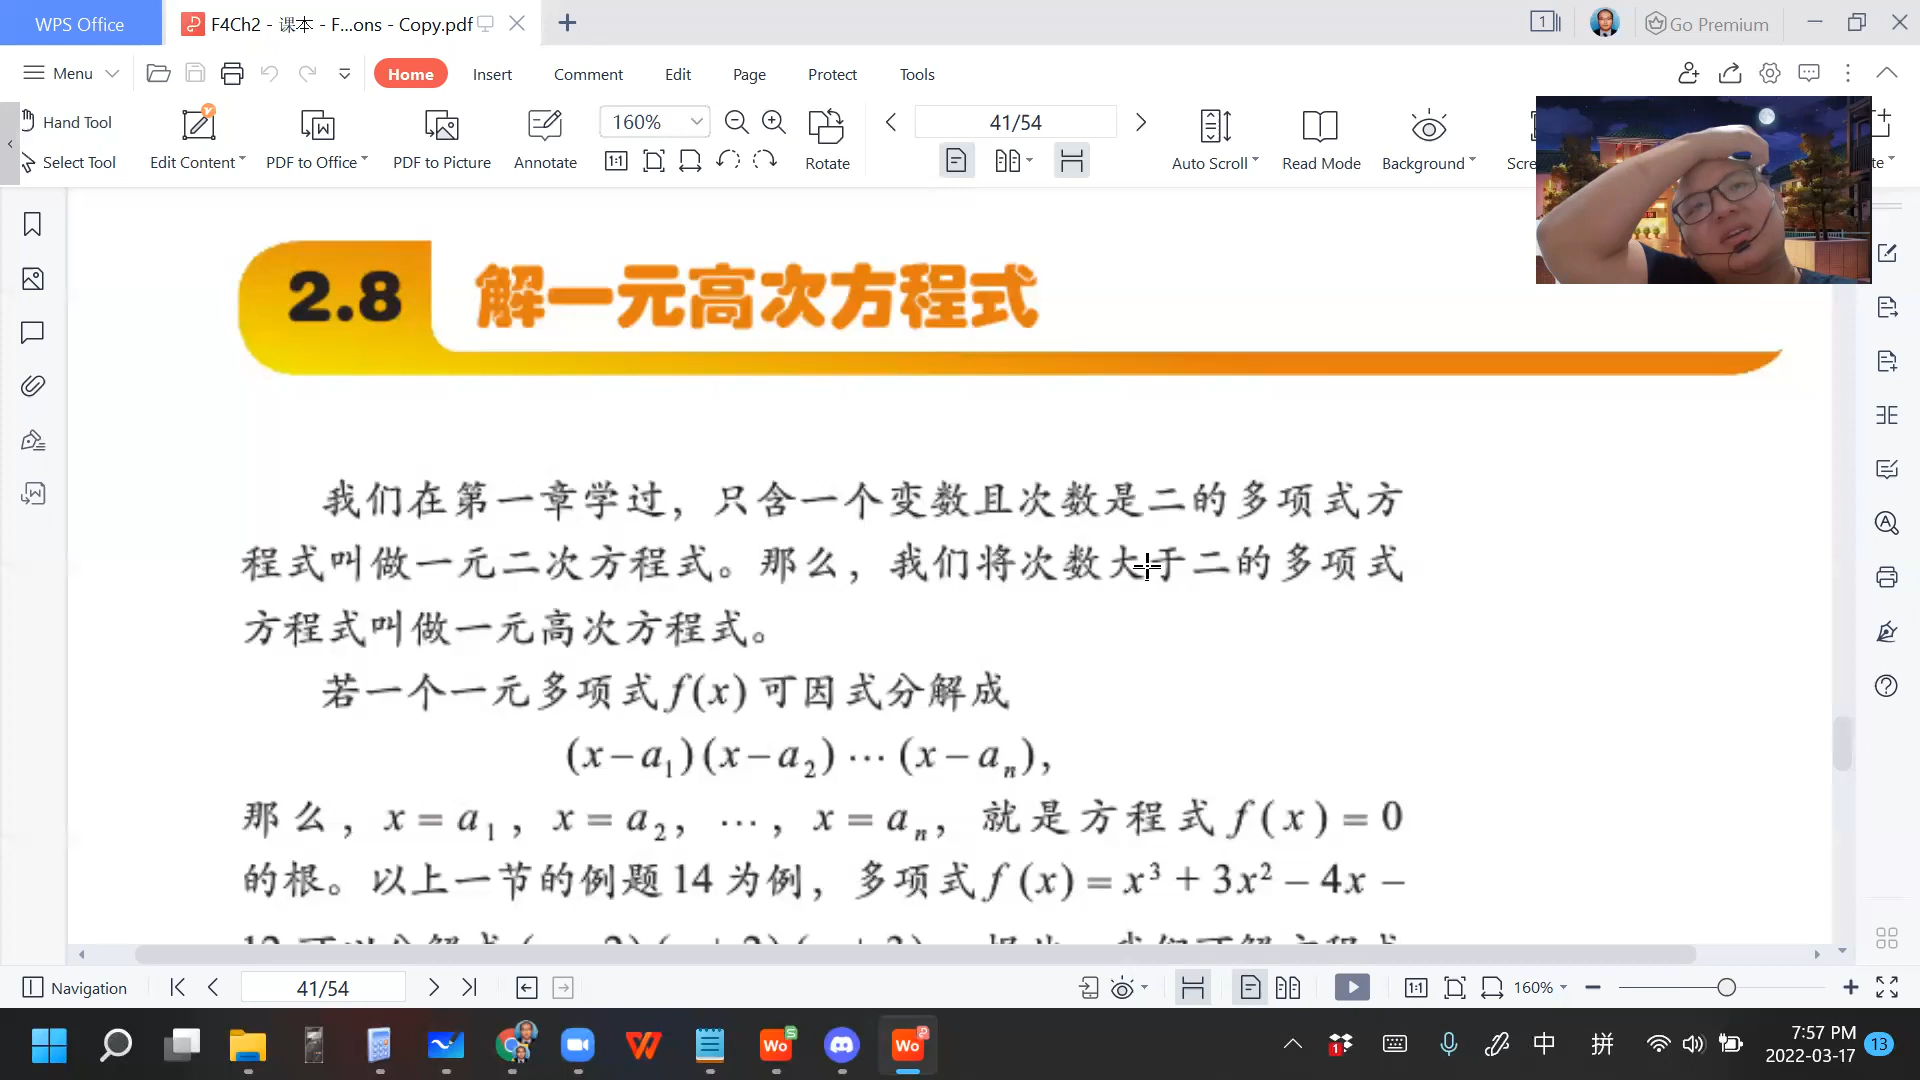 WPS Office
F4Ch2 - 课本 - F...ons - Copy.pdf
1
Go Premium
Menu
Home
Insert
Comment
Edit
Page
Protect
Tools
Hand Tool
Select Tool
Edit Content
PDF to Office
PDF to Picture
Annotate
160%
Rotate
41/54
Auto Scroll
Read Mode
Background
2.8 解一元高次方程式
我们在第一章学过，只含一个变数且次数是二的多项式方
程式叫做一元二次方程式。那么，我们将次数大于二的多项式
方程式叫做一元高次方程式。
若一个一元多项式 f(x) 可因式分解成
(x−a₁)(x−a₂) ⋯ (x−aₙ),
那么，x = a₁，x = a₂，⋯，x = aₙ，就是方程式 f(x) = 0
的根。以上一节的例题 14 为例，多项式 f(x) = x³ + 3x² − 4x −
Navigation
41/54
160%
7:57 PM
2022-03-17
13
中
拼